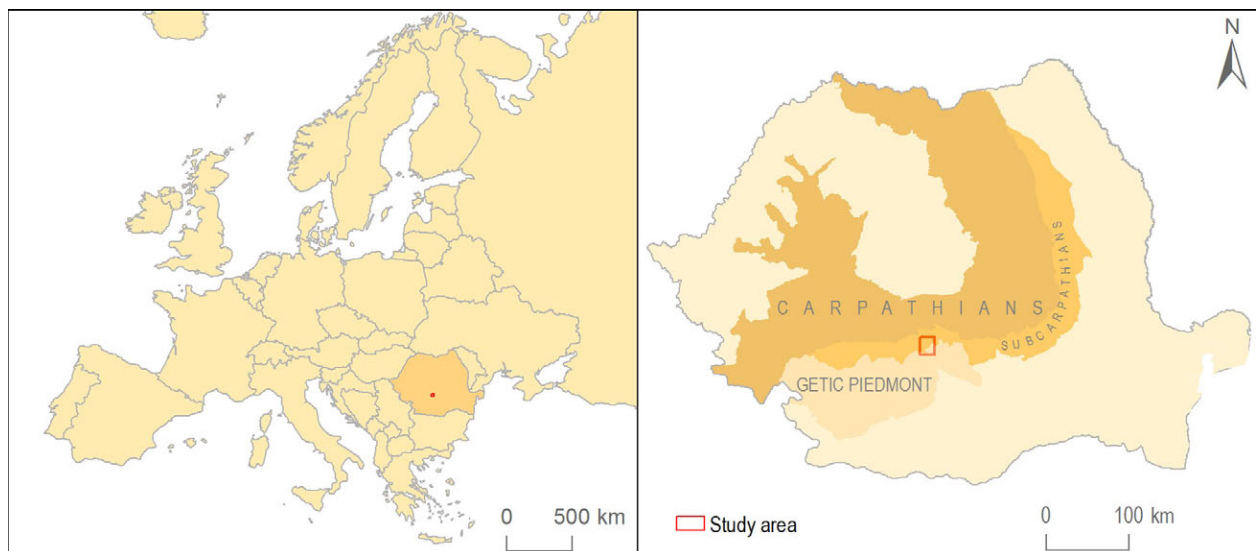 0 500 km
N
CARPATHIANS
SUBCARPATHIANS
GETIC PIEDMONT
Study area
0 100 km